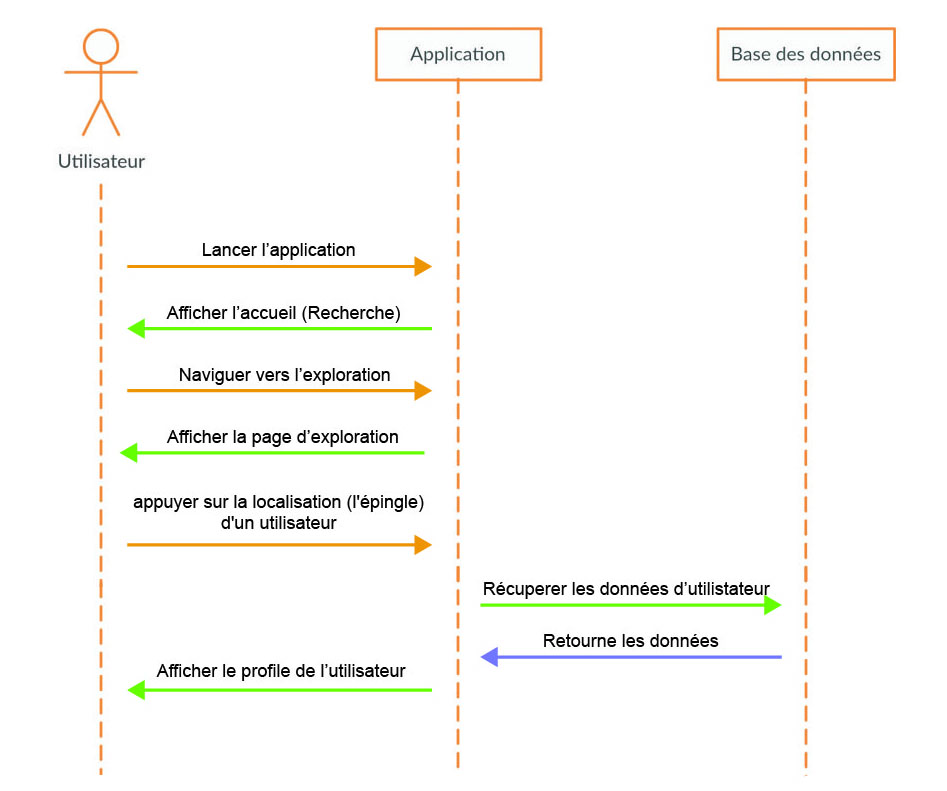 Application
Base des données
Utilisateur
Lancer l’application
Afficher l’accueil (Recherche)
Naviguer vers l’exploration
Afficher la page d’exploration
appuyer sur la localisation (l'épingle)
d'un utilisateur
Récuperer les données d’utilistateur
Retourne les données
Afficher le profile de l’utilisateur